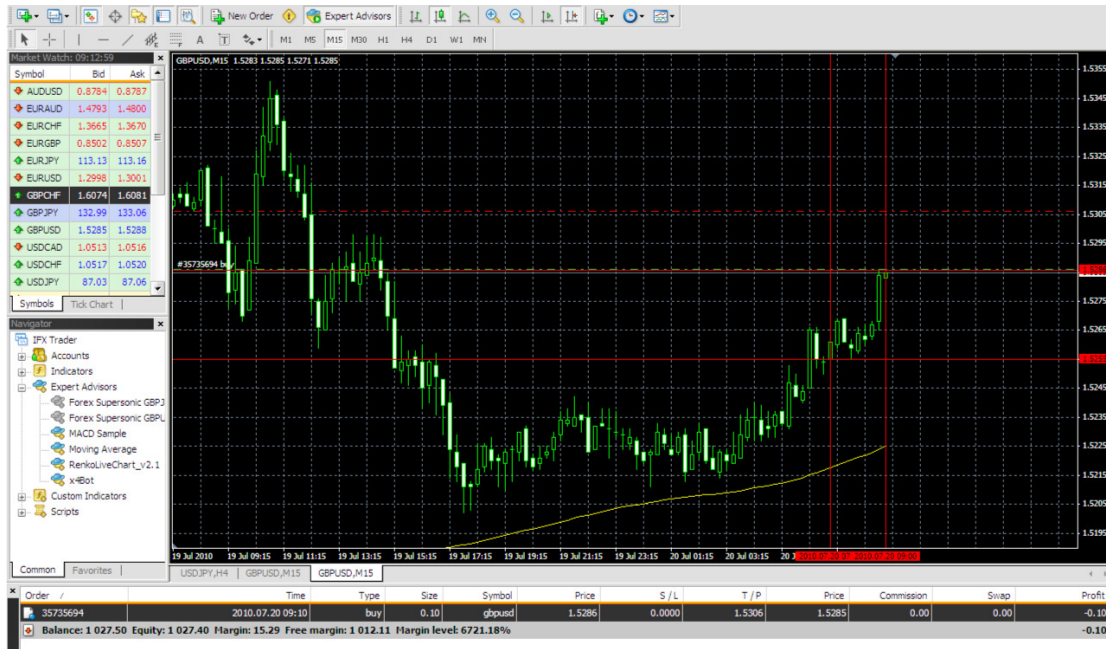 New Order Expert Advisors
A T M1 M5 M15 M30 H1 H4 D1 W1 MN
Market Watch: 09:12:59
Symbol Bid Ask
AUDUSD 0.8784 0.8787
EURAUD 1.4793 1.4800
EURCHF 1.3665 1.3670
EURGBP 0.8502 0.8507
EURJPY 113.13 113.16
EURUSD 1.2998 1.3001
GBPCHF 1.6074 1.6081
GBPJPY 132.99 133.06
GBPUSD 1.5285 1.5288
USDCAD 1.0513 1.0516
USDCHF 1.0517 1.0520
USDJPY 87.03 87.06
Symbols Tick Chart
Navigator
IFX Trader
Accounts
Indicators
Expert Advisors
Forex Supersonic GBPJ
Forex Supersonic GBPU
MACD Sample
Moving Average
RenkoLiveChart_v2.1
x4Bot
Custom Indicators
Scripts
Common Favorites
GBPUSD,M15 1.5283 1.5285 1.5271 1.5285
#35735694 buy
1.5355
1.5345
1.5335
1.5325
1.5315
1.5305
1.5295
1.5275
1.5265
1.5255
1.5245
1.5235
1.5225
1.5215
1.5205
1.5195
19 Jul 2010 19 Jul 09:15 19 Jul 11:15 19 Jul 13:15 19 Jul 15:15 19 Jul 17:15 19 Jul 19:15 19 Jul 21:15 19 Jul 23:15 20 Jul 01:15 20 Jul 03:15 20 J 2010.07.20 07 2010.07.20 09:00
USDJPY,H4 GBPUSD,M15 GBPUSD,M15
Order / Time Type Size Symbol Price S / L T / P Price Commission Swap Profit
35735694 2010.07.20 09:10 buy 0.10 gbpusd 1.5286 0.0000 1.5306 1.5285 0.00 0.00 -0.10
Balance: 1 027.50 Equity: 1 027.40 Margin: 15.29 Free margin: 1 012.11 Margin level: 6721.18% -0.10